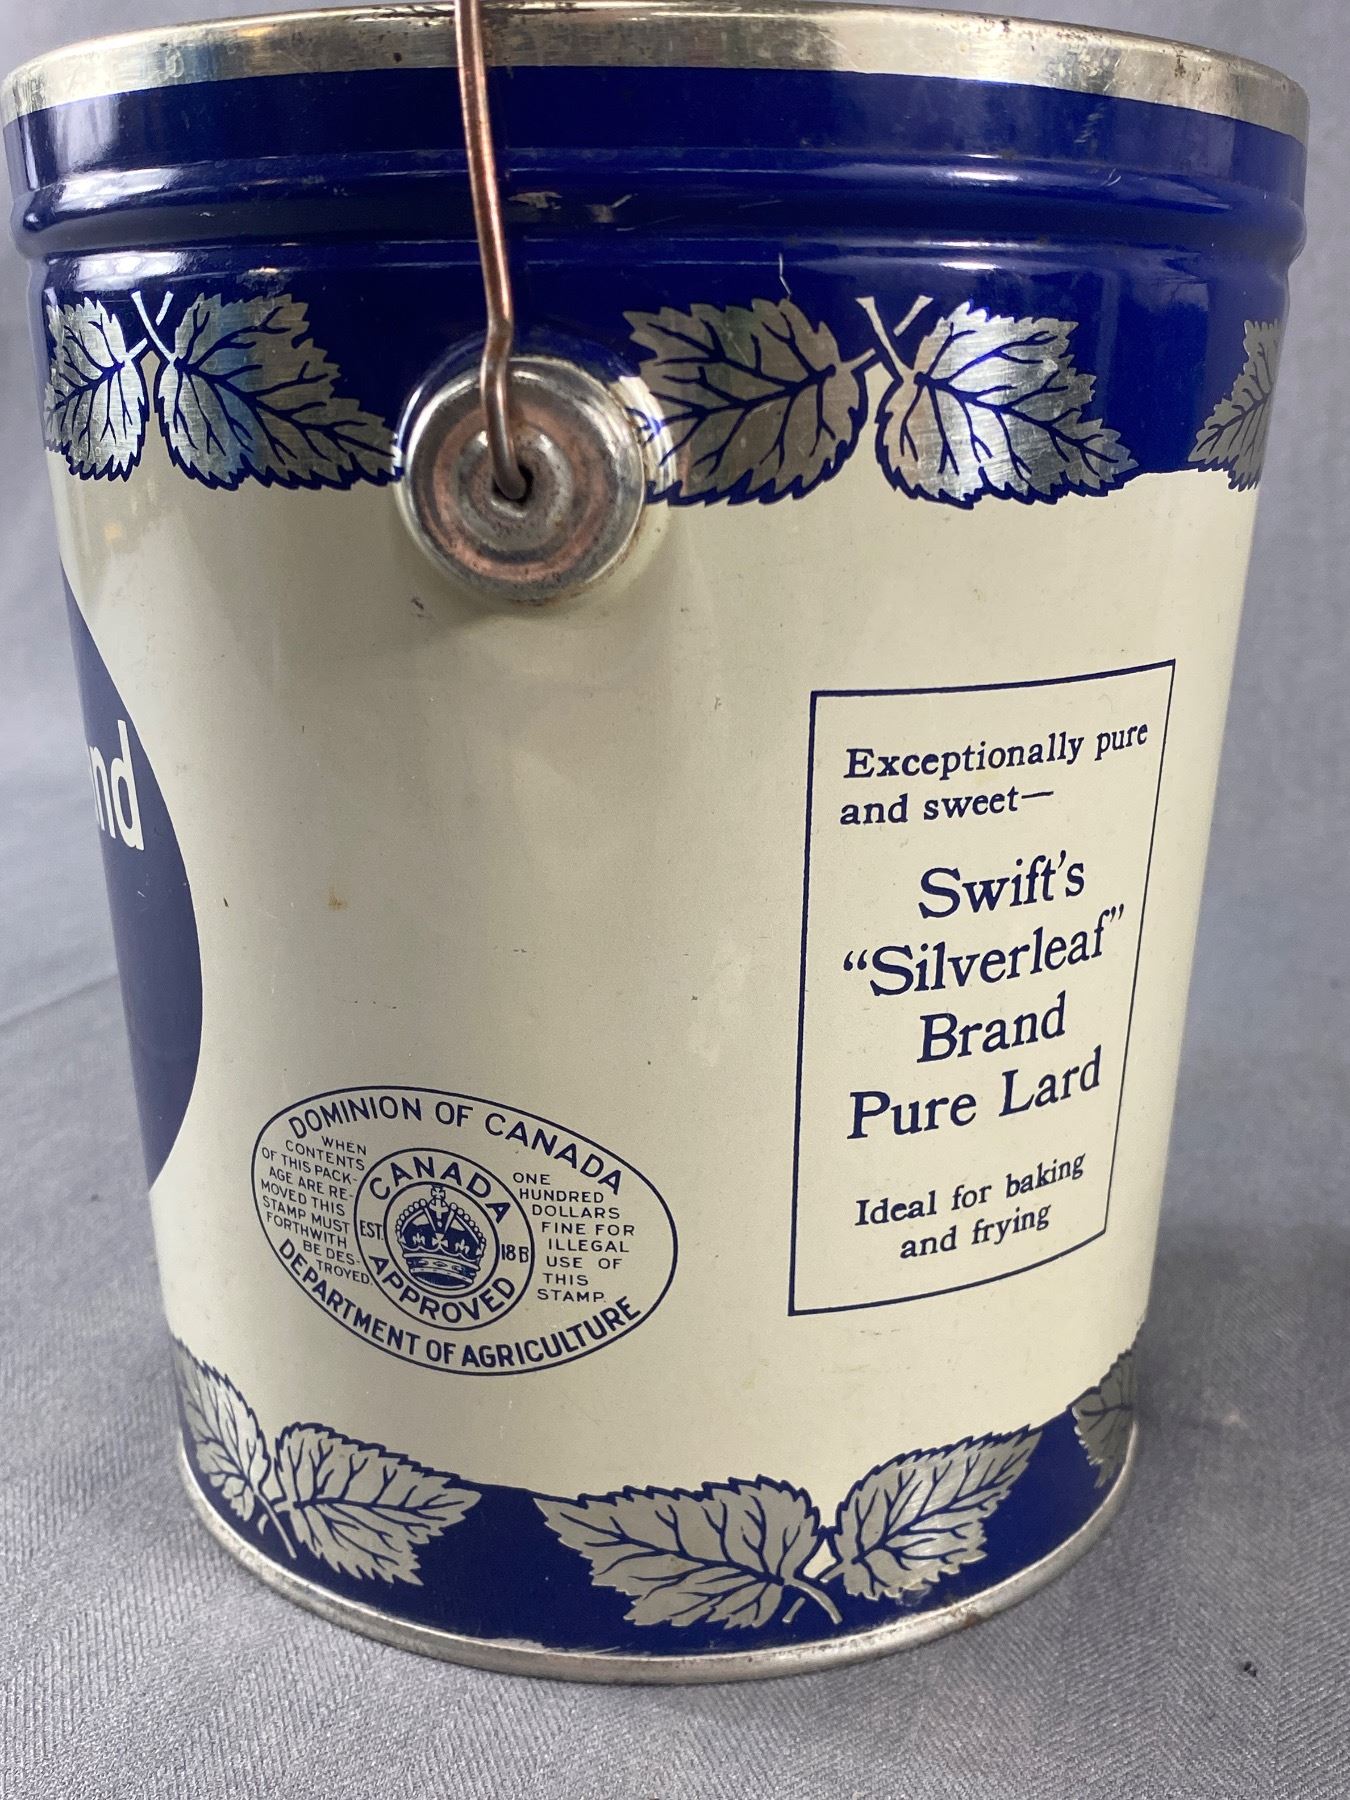 nd
DOMINION OF CANADA
WHEN
CONTENTS
OF THIS PACK-
AGE ARE RE-
MOVED THIS
STAMP MUST
FORTHWITH
BE DES-
TROYED
CANADA
EST. 18B
APPROVED
ONE
HUNDRED
DOLLARS
FINE FOR
ILLEGAL
USE OF
THIS
STAMP.
DEPARTMENT OF AGRICULTURE
Exceptionally pure
and sweet—
Swift's
"Silverleaf"
Brand
Pure Lard
Ideal for baking
and frying